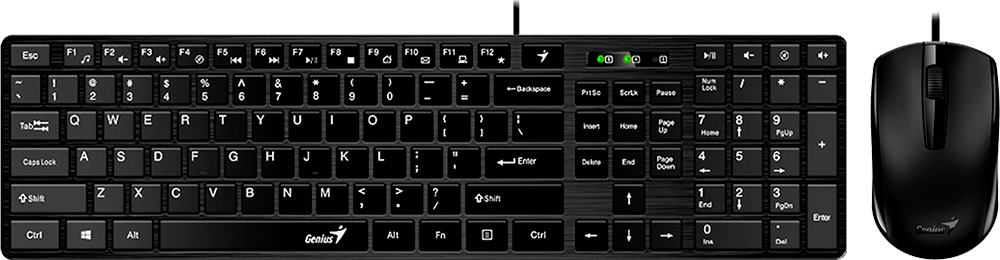 Esc F1 F2 F3 F4 F5 F6 F7 F8 F9 F10 F11 F12
~ ! @ # $ % ^ & * ( ) _ + ← Backspace PrtSc ScrLk Pause Num Lock / * −
` 1 2 3 4 5 6 7 8 9 0 - =
Tab Q W E R T Y U I O P { } | Insert Home Page Up 7 Home 8 ↑ 9 PgUp +
[ ] \
Caps Lock A S D F G H J K L : " Enter Delete End Page Down 4 ← 5 6 →
; '
Shift Z X C V B N M < > ? Shift ↑ 1 End 2 ↓ 3 PgDn Enter
, . /
Ctrl Alt Genius Alt Fn Ctrl ← ↓ → 0 Ins . Del
Genius